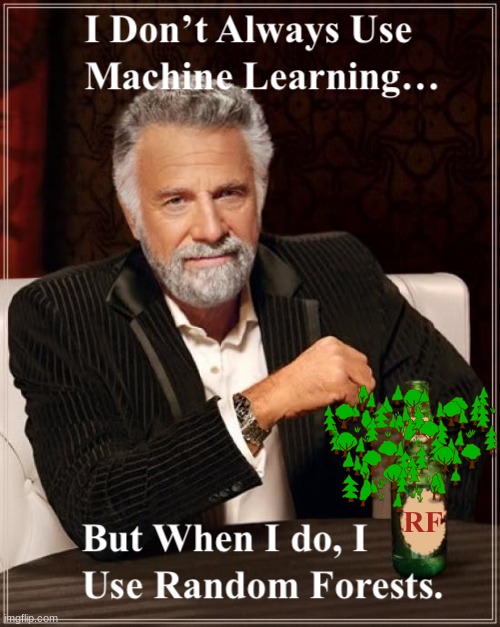 I Don’t Always Use
Machine Learning…
RF
But When I do, I
Use Random Forests.
imgflip.com